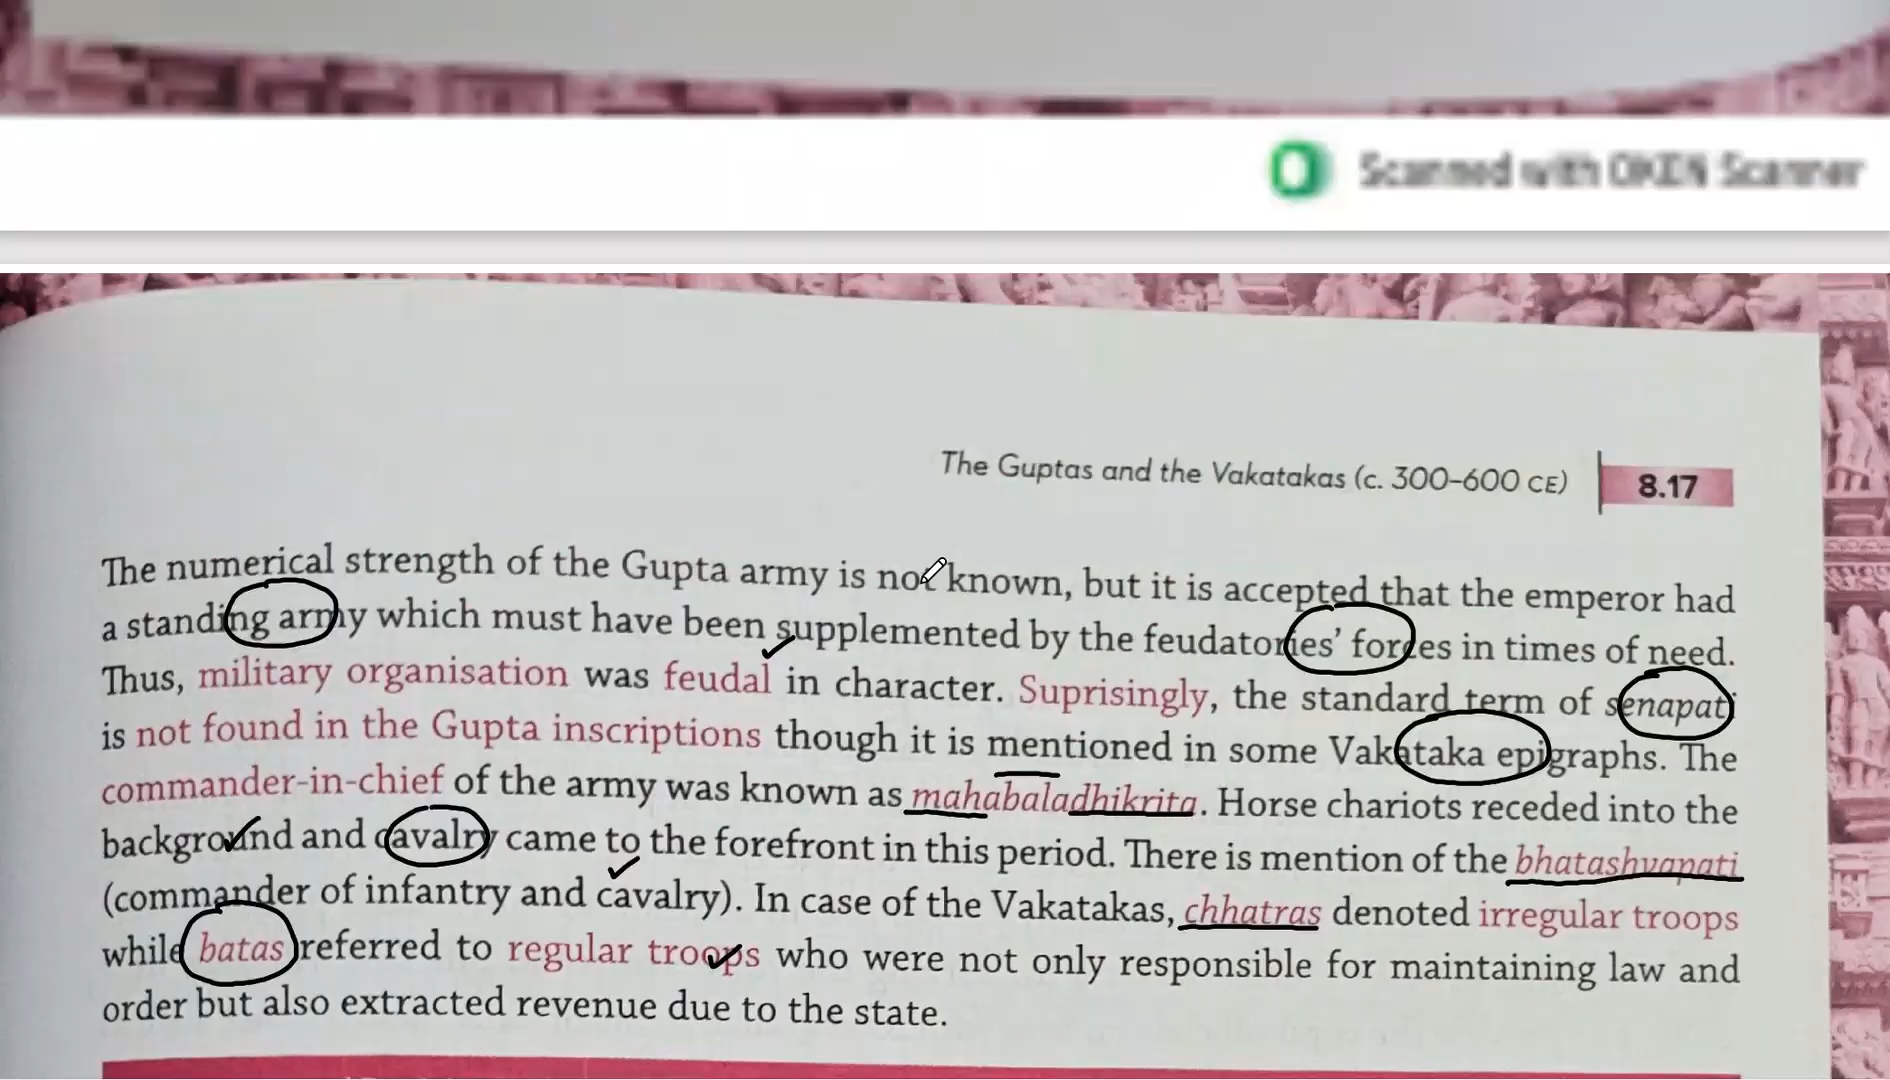 Scanned with OKEN Scanner
The Guptas and the Vakatakas (c. 300–600 CE) 8.17
The numerical strength of the Gupta army is not known, but it is accepted that the emperor had
a standing army which must have been supplemented by the feudatories’ forces in times of need.
Thus, military organisation was feudal in character. Suprisingly, the standard term of senapati
is not found in the Gupta inscriptions though it is mentioned in some Vakataka epigraphs. The
commander-in-chief of the army was known as mahabaladhikrita. Horse chariots receded into the
background and cavalry came to the forefront in this period. There is mention of the bhatashvapati
(commander of infantry and cavalry). In case of the Vakatakas, chhatras denoted irregular troops
while batas referred to regular troops who were not only responsible for maintaining law and
order but also extracted revenue due to the state.